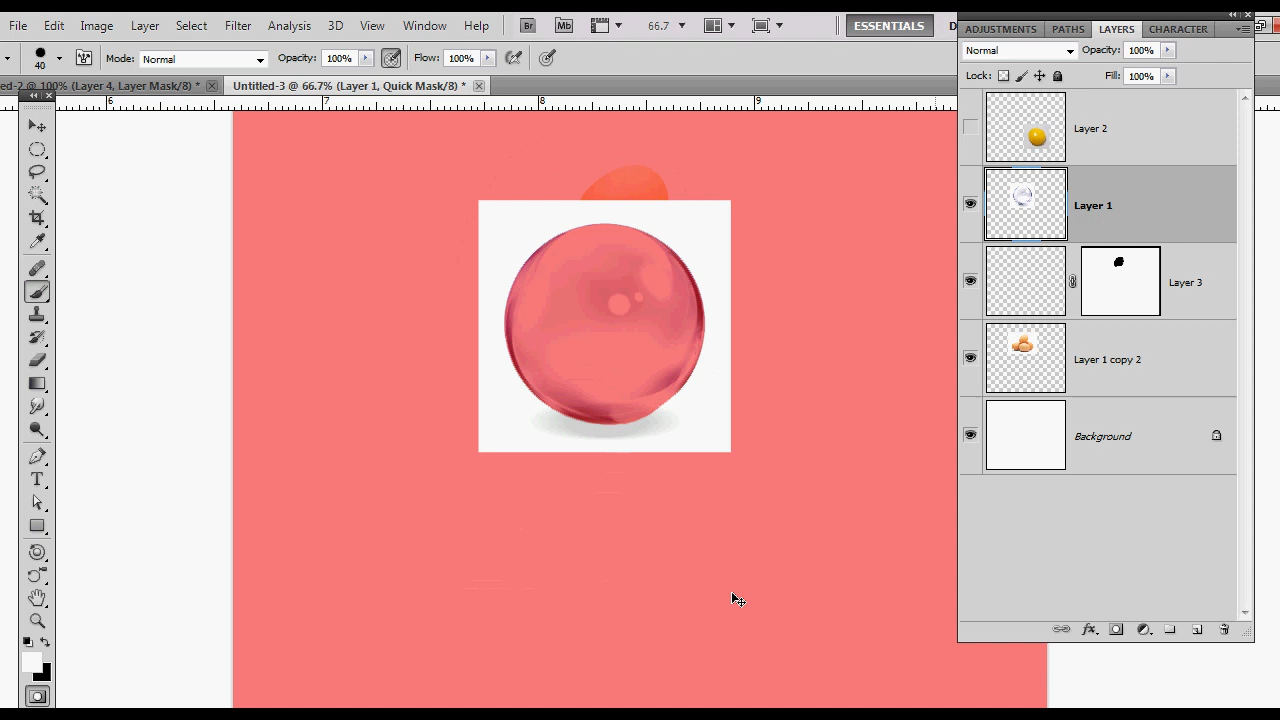 File Edit Image Layer Select Filter Analysis 3D View Window Help Br Mb 66.7 ESSENTIALS D
40 Mode: Normal Opacity: 100% Flow: 100%
ed-2 @ 100% (Layer 4, Layer Mask/8) * Untitled-3 @ 66.7% (Layer 1, Quick Mask/8) *
6 7 8 9
ADJUSTMENTS PATHS LAYERS CHARACTER
Normal Opacity: 100%
Lock: Fill: 100%
Layer 2
Layer 1
Layer 3
Layer 1 copy 2
Background
T
fx